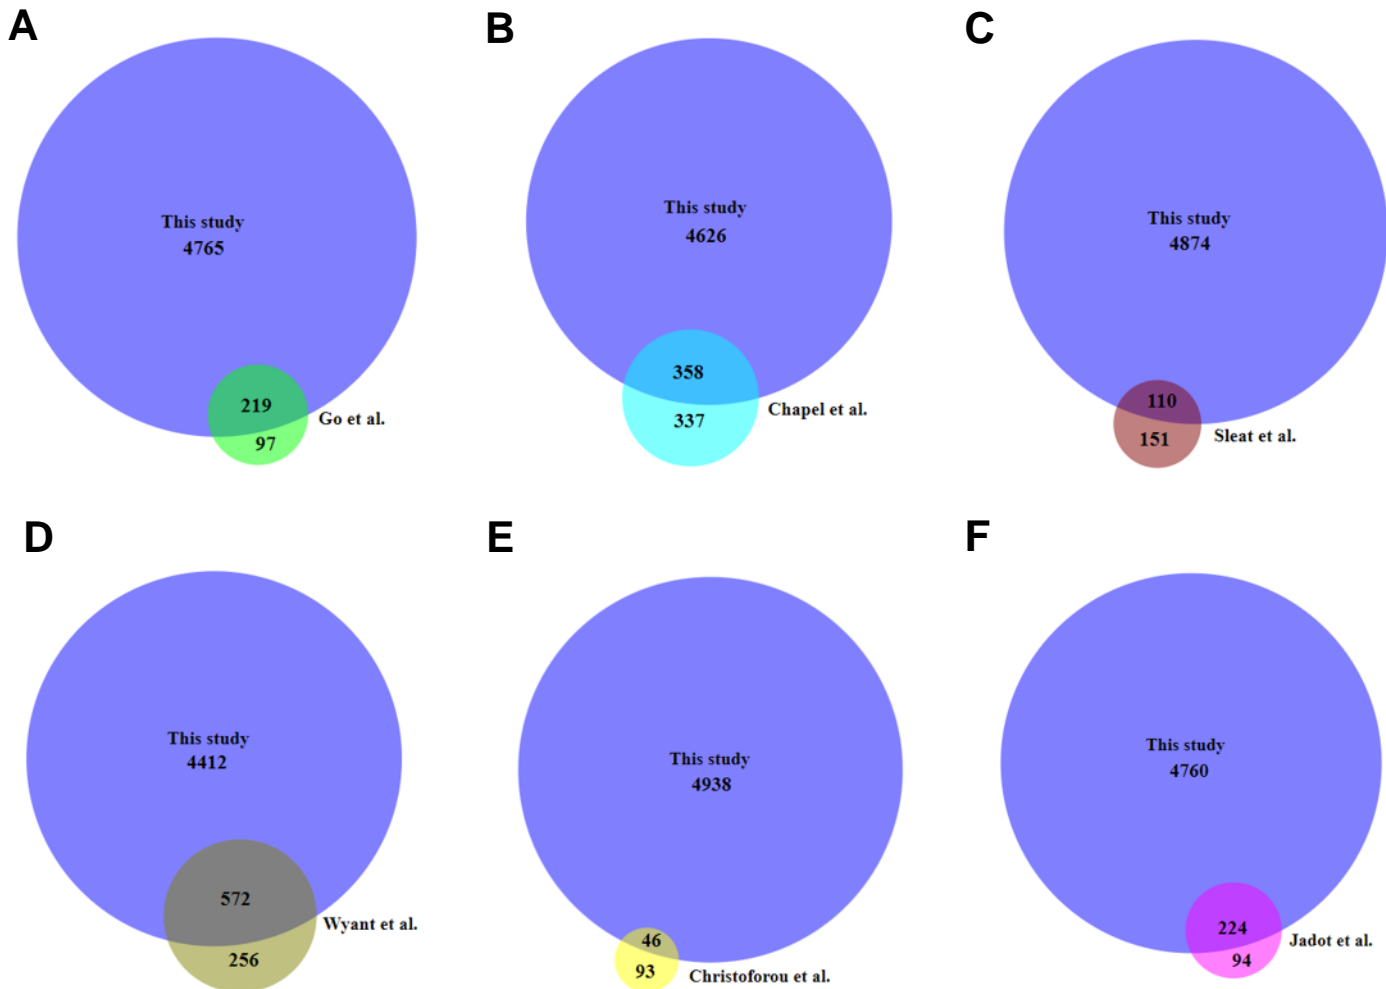 A
This study
4765
219
97
Go et al.
B
This study
4626
358
337
Chapel et al.
C
This study
4874
110
151
Sleat et al.
D
This study
4412
572
256
Wyant et al.
E
This study
4938
46
93
Christoforou et al.
F
This study
4760
224
94
Jadot et al.